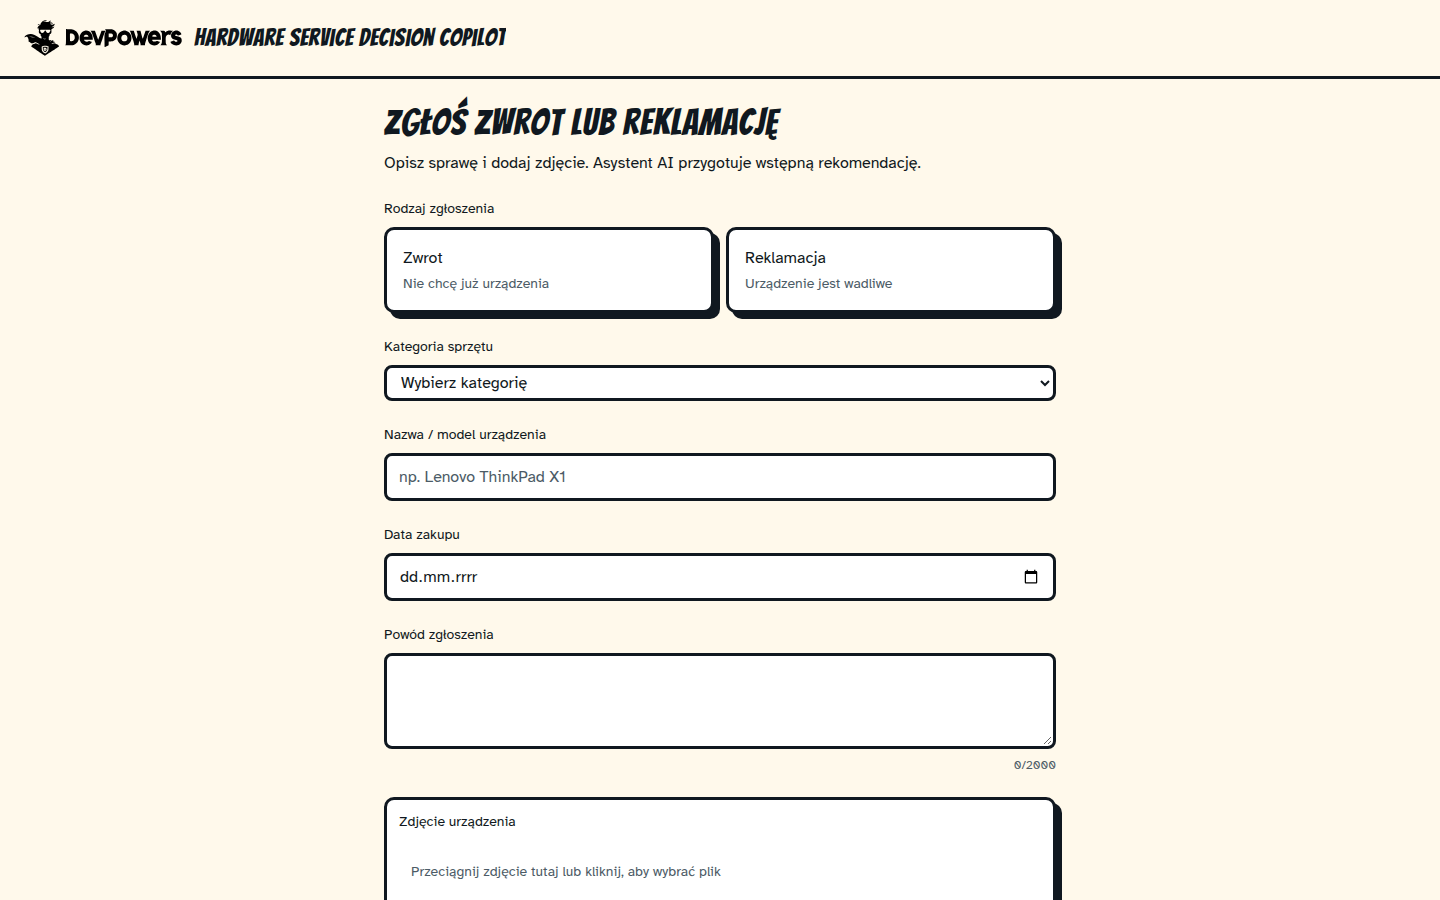 DevPowers HARDWARE SERVICE DECISION COPILOT
ZGŁOŚ ZWROT LUB REKLAMACJĘ
Opisz sprawę i dodaj zdjęcie. Asystent AI przygotuje wstępną rekomendację.
Rodzaj zgłoszenia
Zwrot
Nie chcę już urządzenia
Reklamacja
Urządzenie jest wadliwe
Kategoria sprzętu
Wybierz kategorię
Nazwa / model urządzenia
np. Lenovo ThinkPad X1
Data zakupu
dd.mm.rrrr
Powód zgłoszenia
0/2000
Zdjęcie urządzenia
Przeciągnij zdjęcie tutaj lub kliknij, aby wybrać plik